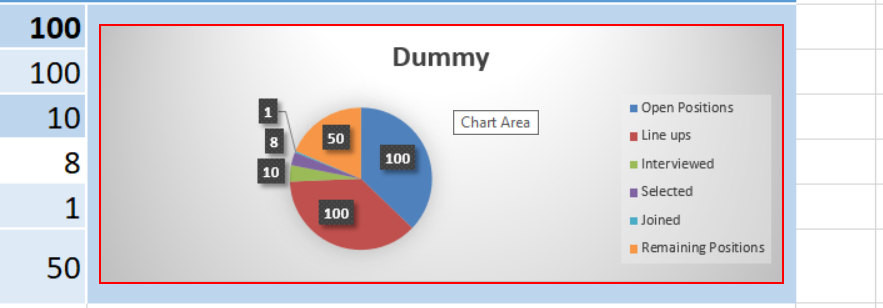 100
100
10
8
1
50
Dummy
1
8
10
50
100
100
Chart Area
Open Positions
Line ups
Interviewed
Selected
Joined
Remaining Positions